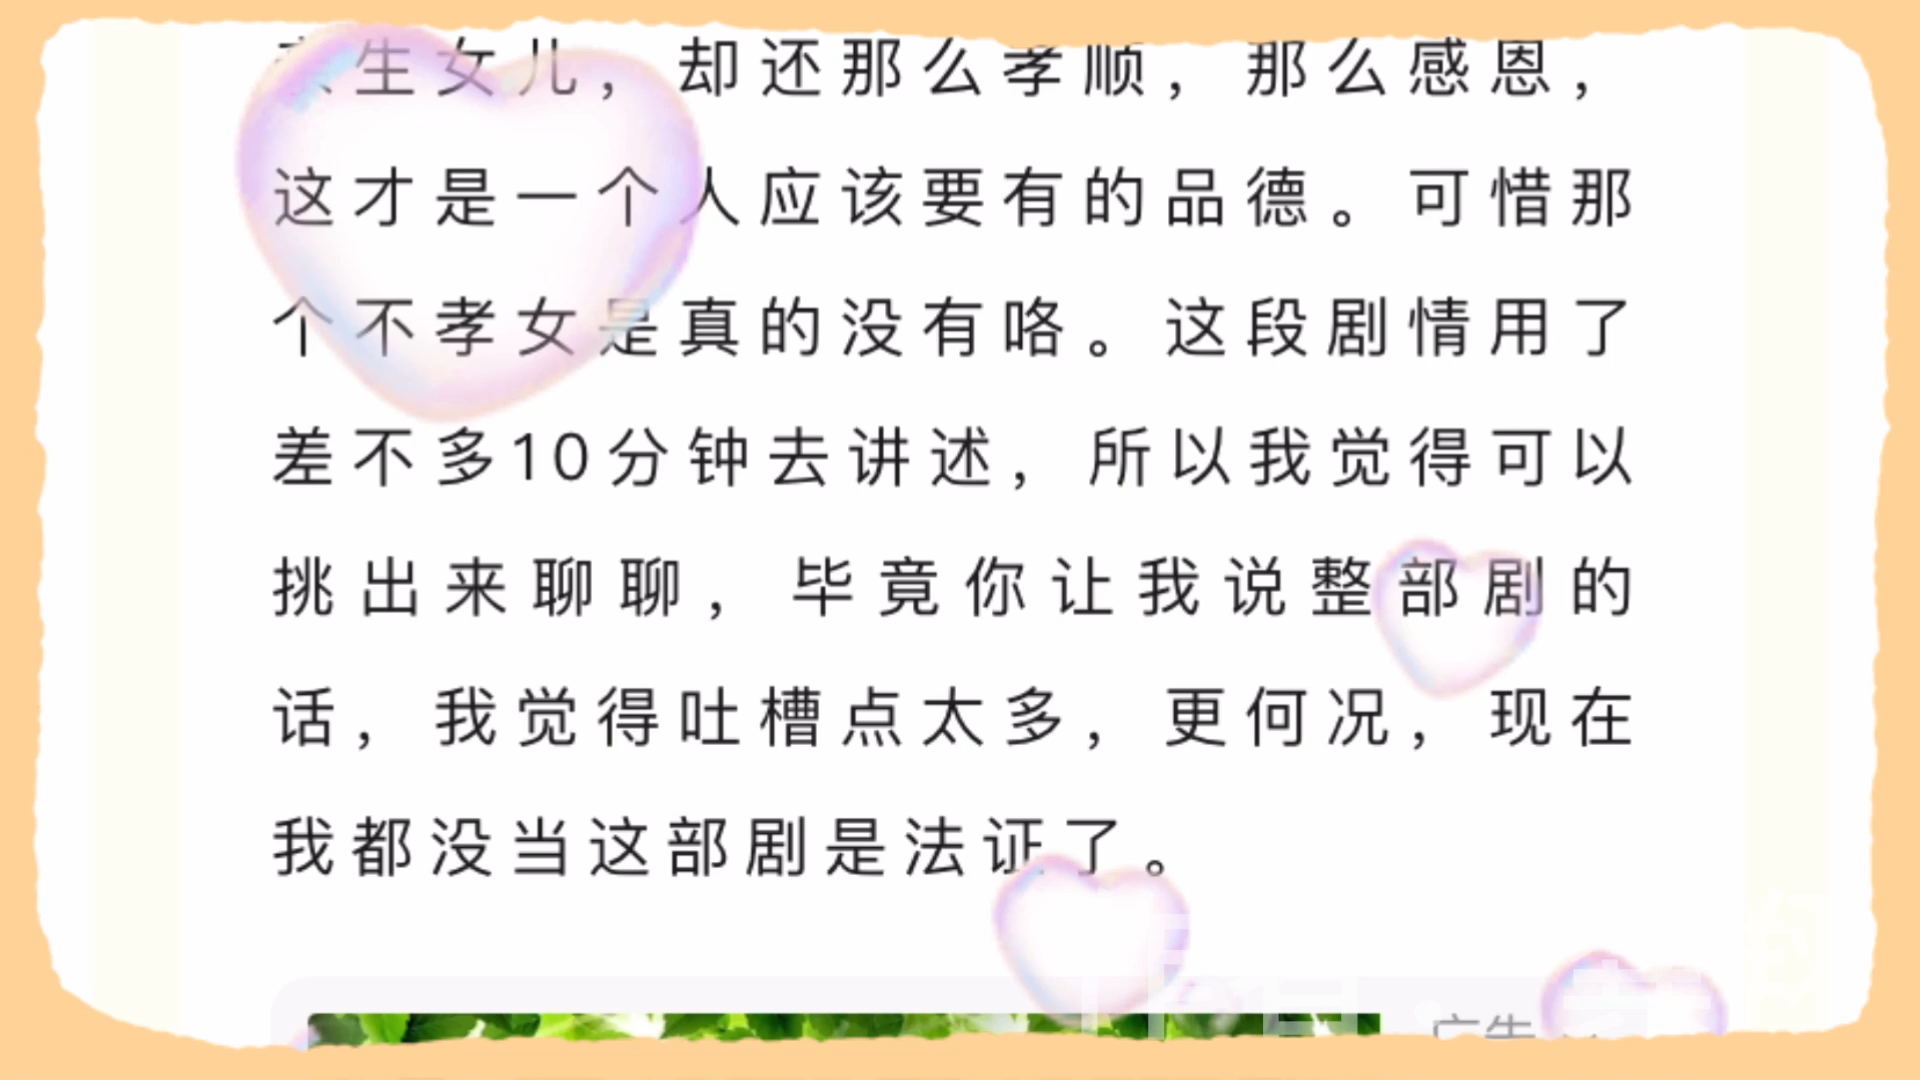 生女儿，却还那么孝顺，那么感恩，
这才是一个人应该要有的品德。可惜那
个不孝女是真的没有咯。这段剧情用了
差不多10分钟去讲述，所以我觉得可以
挑出来聊聊，毕竟你让我说整部剧的
话，我觉得吐槽点太多，更何况，现在
我都没当这部剧是法证了。
广告